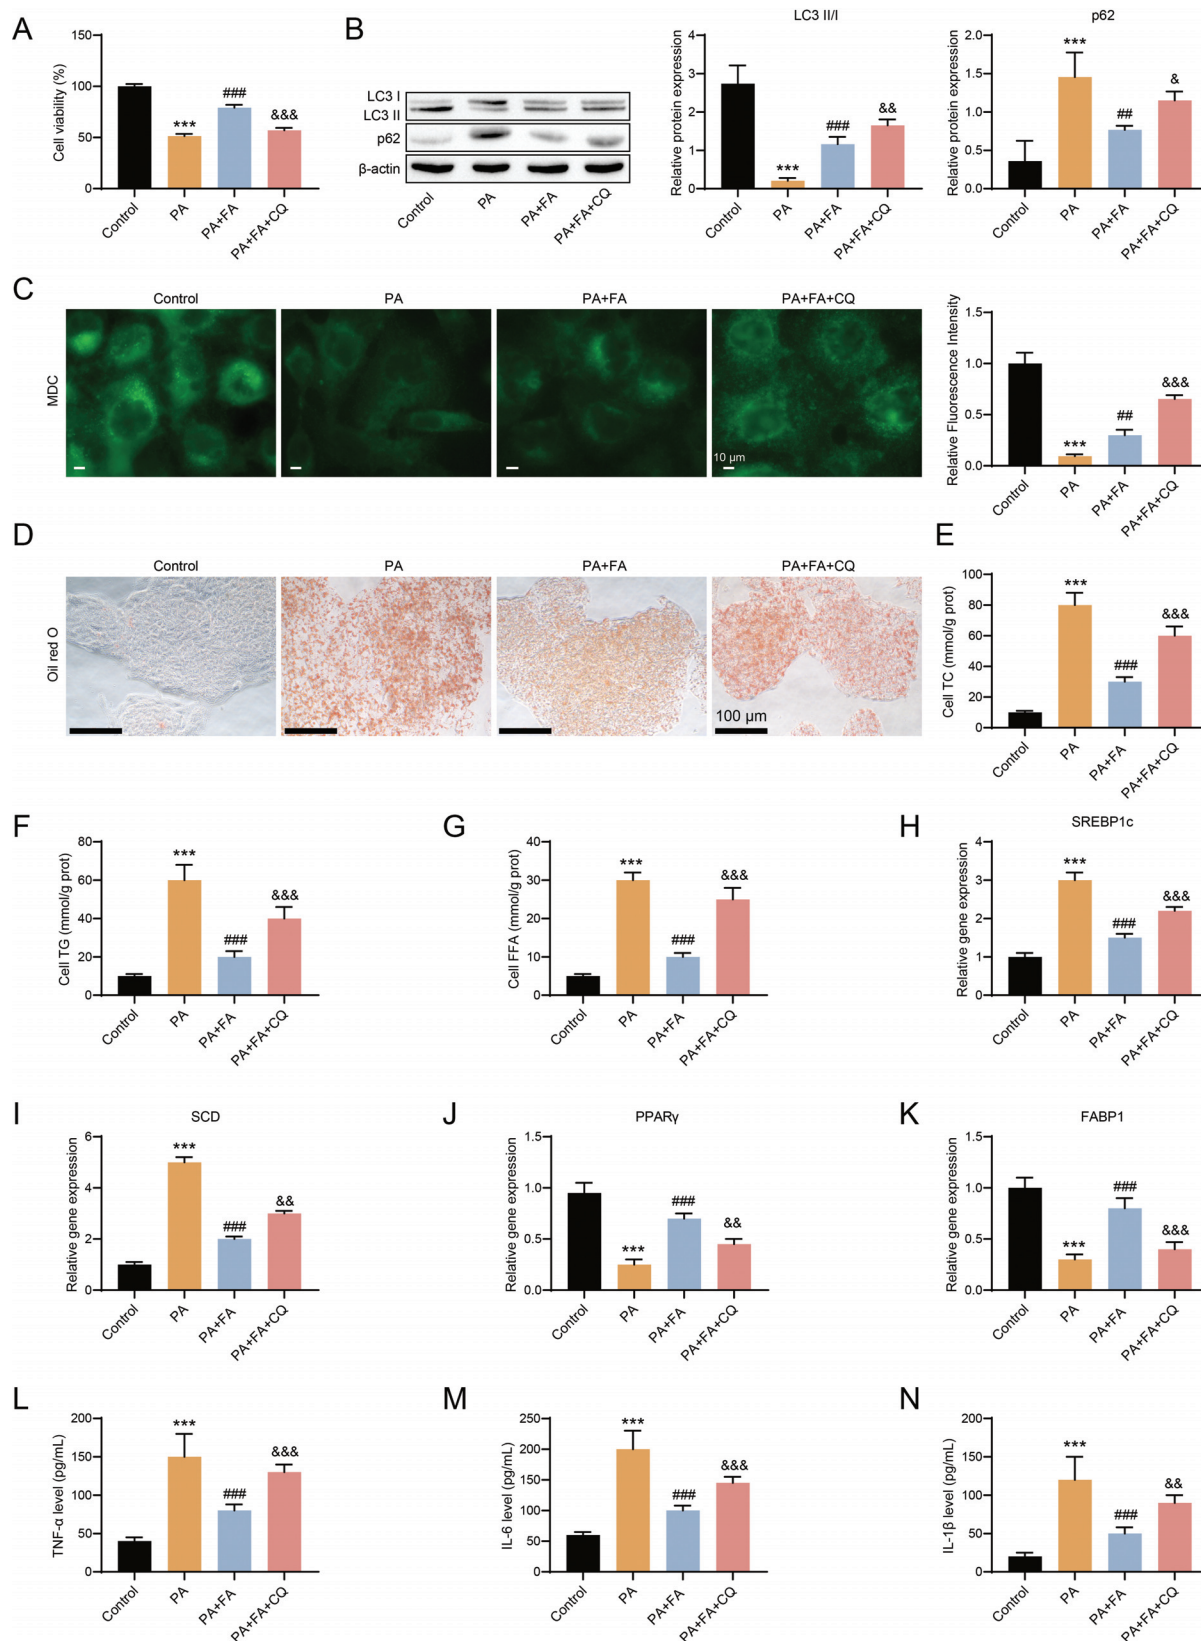 A
Cell viability (%)
150
100
50
0
***
###
&&&
Control
PA
PA+FA
PA+FA+CQ
B
LC3 I
LC3 II
p62
β-actin
Control
PA
PA+FA
PA+FA+CQ
LC3 II/I
Relative protein expression
4
3
2
1
0
***
###
&&
Control
PA
PA+FA
PA+FA+CQ
p62
Relative protein expression
2.0
1.5
1.0
0.5
0.0
***
##
&
Control
PA
PA+FA
PA+FA+CQ
C
Control
PA
PA+FA
PA+FA+CQ
MDC
10 μm
Relative Fluorescence Intensity
1.5
1.0
0.5
0.0
***
##
&&&
Control
PA
PA+FA
PA+FA+CQ
D
Control
PA
PA+FA
PA+FA+CQ
Oil red O
100 μm
E
Cell TC (mmol/g prot)
100
80
60
40
20
0
***
###
&&&
Control
PA
PA+FA
PA+FA+CQ
F
Cell TG (mmol/g prot)
80
60
40
20
0
***
###
&&&
Control
PA
PA+FA
PA+FA+CQ
G
Cell FFA (mmol/g prot)
40
30
20
10
0
***
###
&&&
Control
PA
PA+FA
PA+FA+CQ
H
SREBP1c
Relative gene expression
4
3
2
1
0
***
###
&&&
Control
PA
PA+FA
PA+FA+CQ
I
SCD
Relative gene expression
6
4
2
0
***
###
&&
Control
PA
PA+FA
PA+FA+CQ
J
PPARγ
Relative gene expression
1.5
1.0
0.5
0.0
***
###
&&
Control
PA
PA+FA
PA+FA+CQ
K
FABP1
Relative gene expression
1.5
1.0
0.5
0.0
***
###
&&&
Control
PA
PA+FA
PA+FA+CQ
L
TNF-α level (pg/mL)
200
150
100
50
0
***
###
&&&
Control
PA
PA+FA
PA+FA+CQ
M
IL-6 level (pg/mL)
250
200
150
100
50
0
***
###
&&&
Control
PA
PA+FA
PA+FA+CQ
N
IL-1β level (pg/mL)
200
150
100
50
0
***
###
&&
Control
PA
PA+FA
PA+FA+CQ